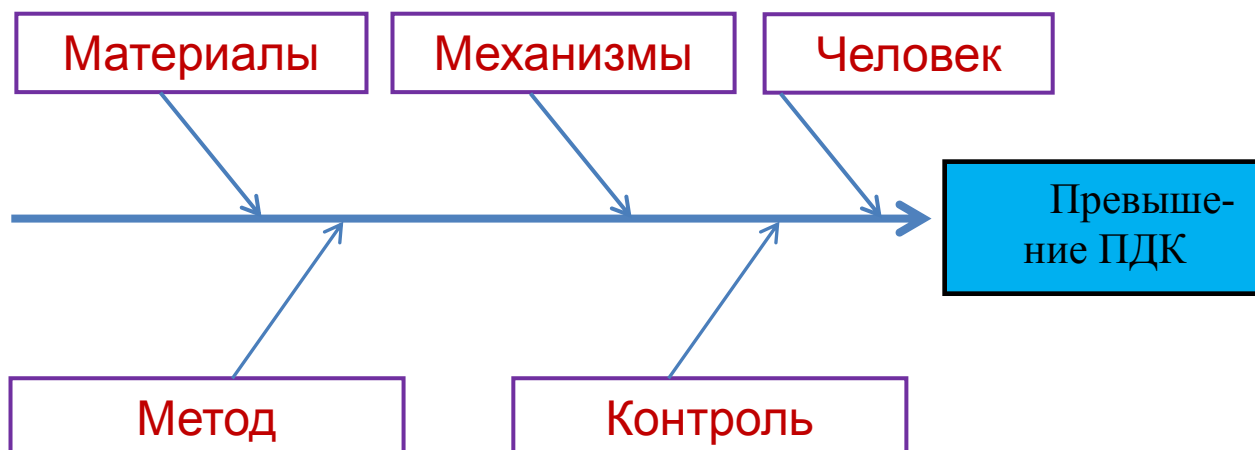 Материалы
Механизмы
Человек
Превыше-
ние ПДК
Метод
Контроль